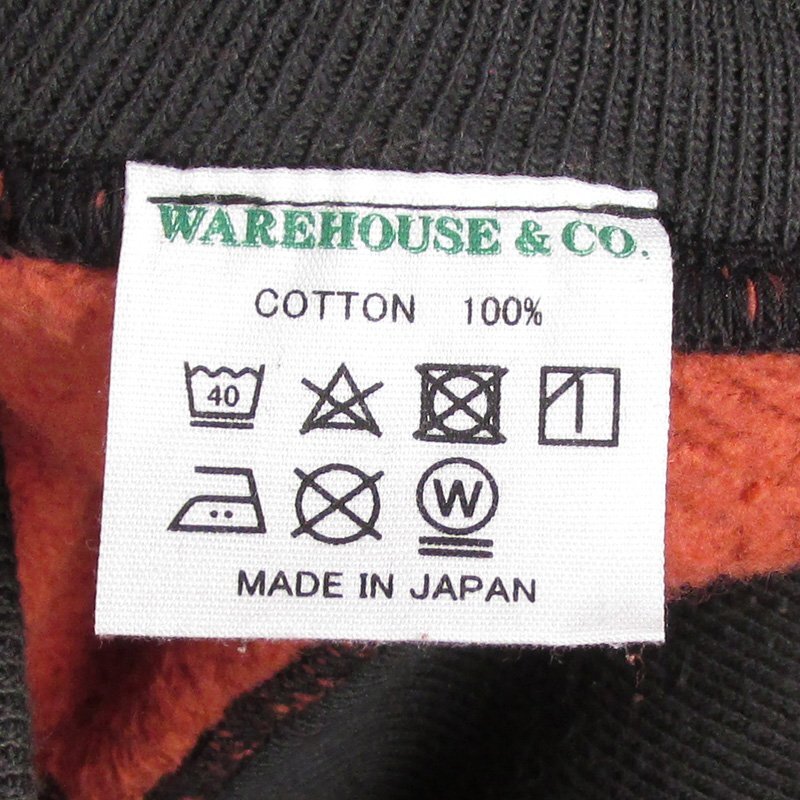 WAREHOUSE & CO.
COTTON 100%
40
W
MADE IN JAPAN